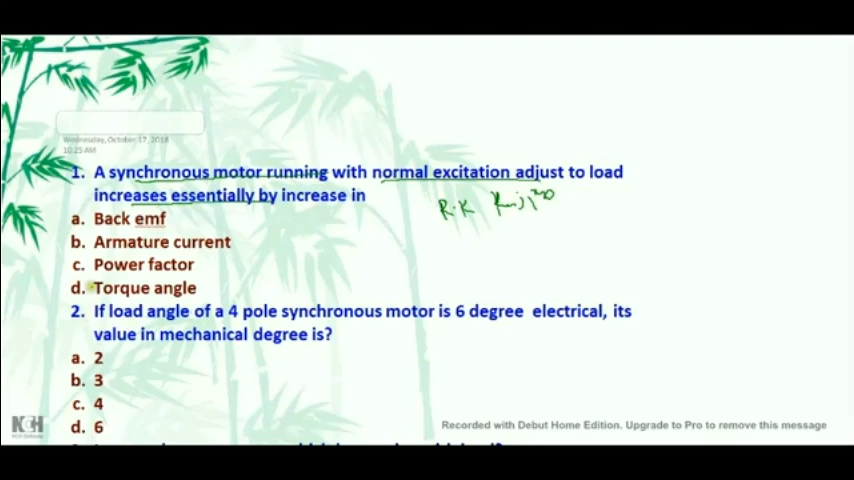 Wednesday, October 17, 2018
10:25 AM
1. A synchronous motor running with normal excitation adjust to load
increases essentially by increase in
R.K
a. Back emf
b. Armature current
c. Power factor
d. Torque angle
2. If load angle of a 4 pole synchronous motor is 6 degree electrical, its
value in mechanical degree is?
a. 2
b. 3
c. 4
d. 6
NCH
Recorded with Debut Home Edition. Upgrade to Pro to remove this message